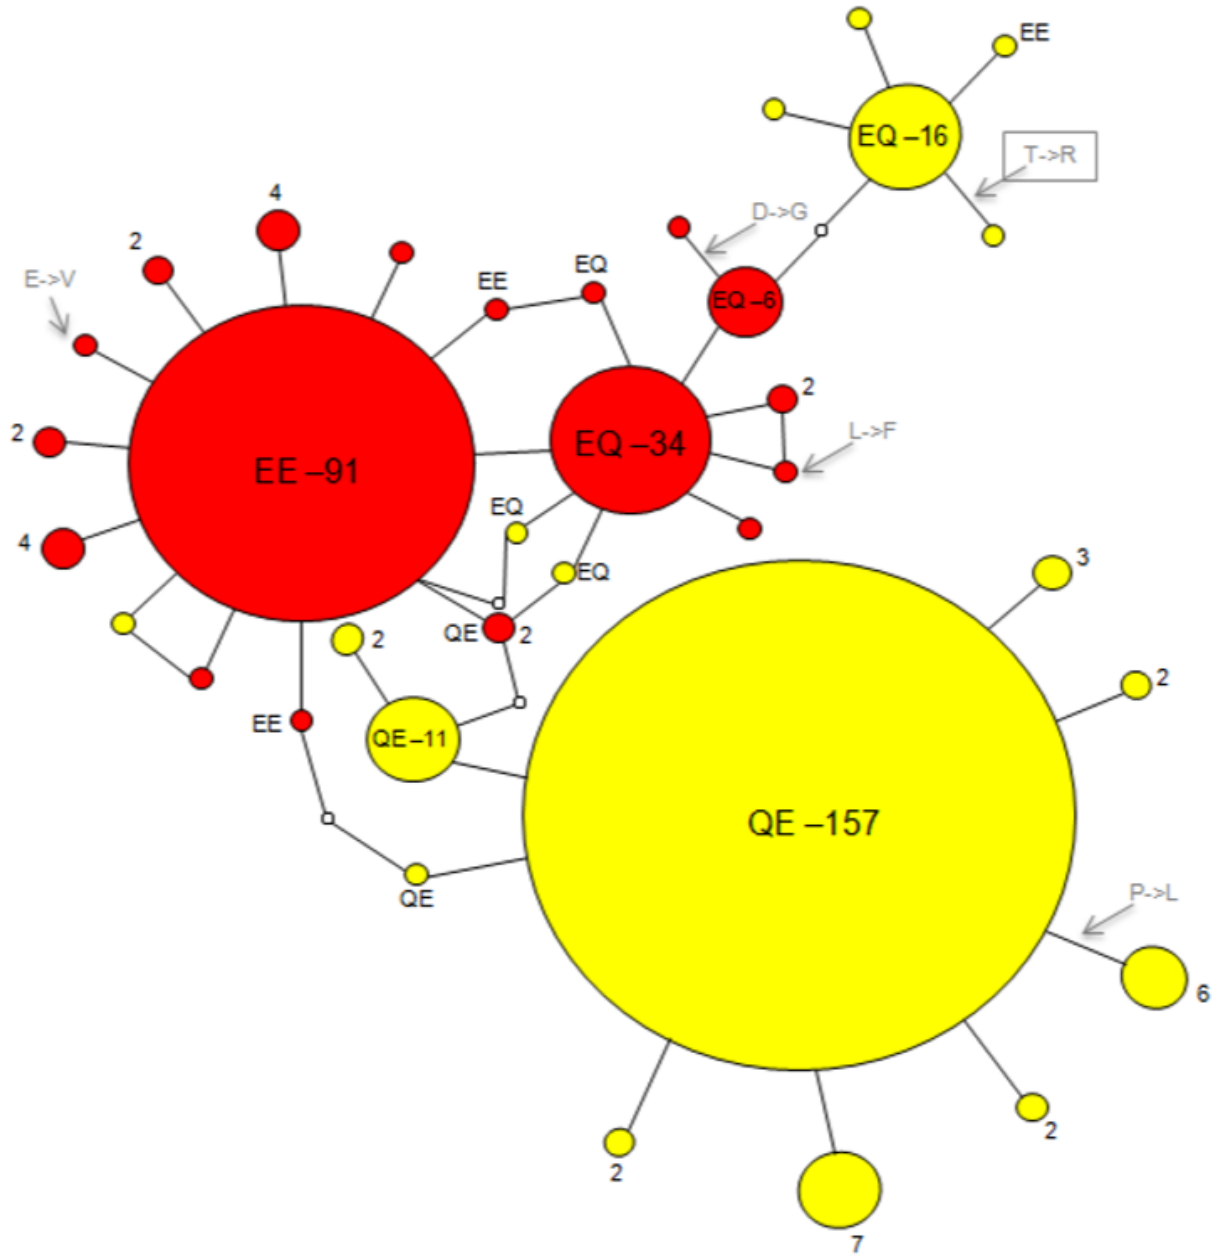 EE
EQ –16
T->R
4
D->G
2
E->V
EQ
EE
EQ –6
2
2
L->F
EQ –34
EE –91
EQ
4
3
EQ
QE
2
2
2
EE
QE –11
QE –157
QE
P->L
6
2
2
7